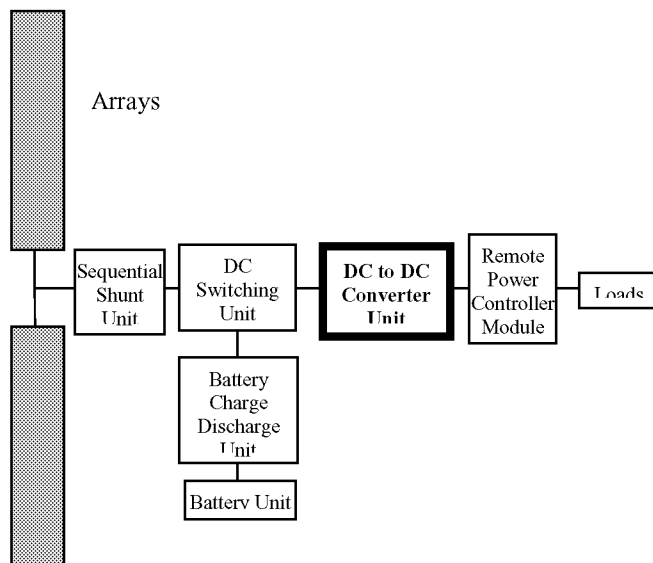 Arrays
Sequential
Shunt
Unit
DC
Switching
Unit
DC to DC
Converter
Unit
Remote
Power
Controller
Module
Loads
Battery
Charge
Discharge
Unit
Battery Unit